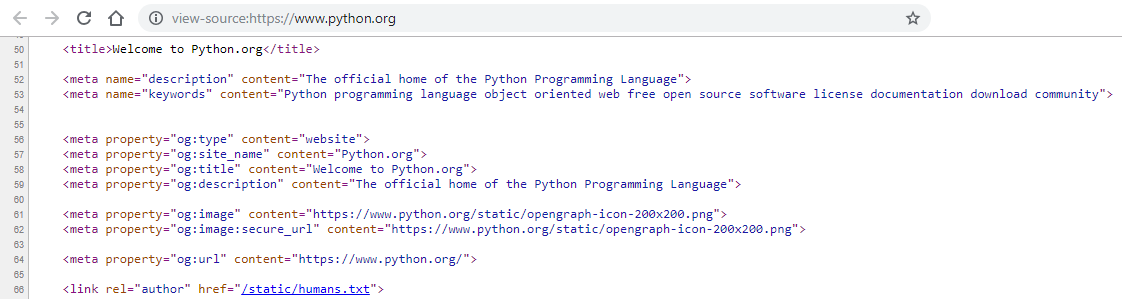 view-source:https://www.python.org
50 <title>Welcome to Python.org</title>
51
52 <meta name="description" content="The official home of the Python Programming Language">
53 <meta name="keywords" content="Python programming language object oriented web free open source software license documentation download community">
54
55
56 <meta property="og:type" content="website">
57 <meta property="og:site_name" content="Python.org">
58 <meta property="og:title" content="Welcome to Python.org">
59 <meta property="og:description" content="The official home of the Python Programming Language">
60
61 <meta property="og:image" content="https://www.python.org/static/opengraph-icon-200x200.png">
62 <meta property="og:image:secure_url" content="https://www.python.org/static/opengraph-icon-200x200.png">
63
64 <meta property="og:url" content="https://www.python.org/">
65
66 <link rel="author" href="/static/humans.txt">